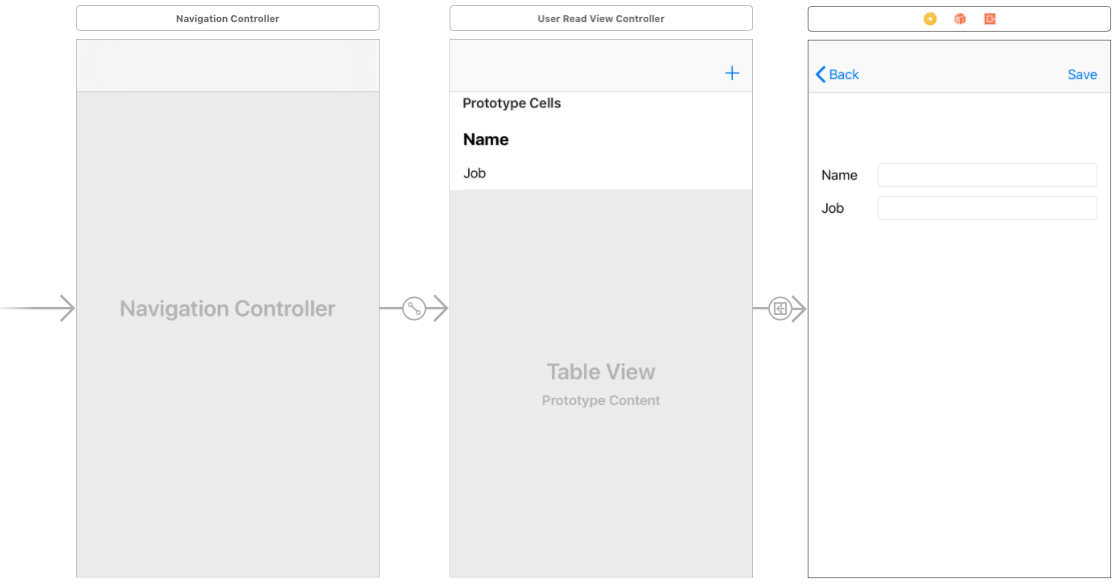 Navigation Controller
User Read View Controller
+
Back
Save
Prototype Cells
Name
Job
Name
Job
Navigation Controller
Table View
Prototype Content